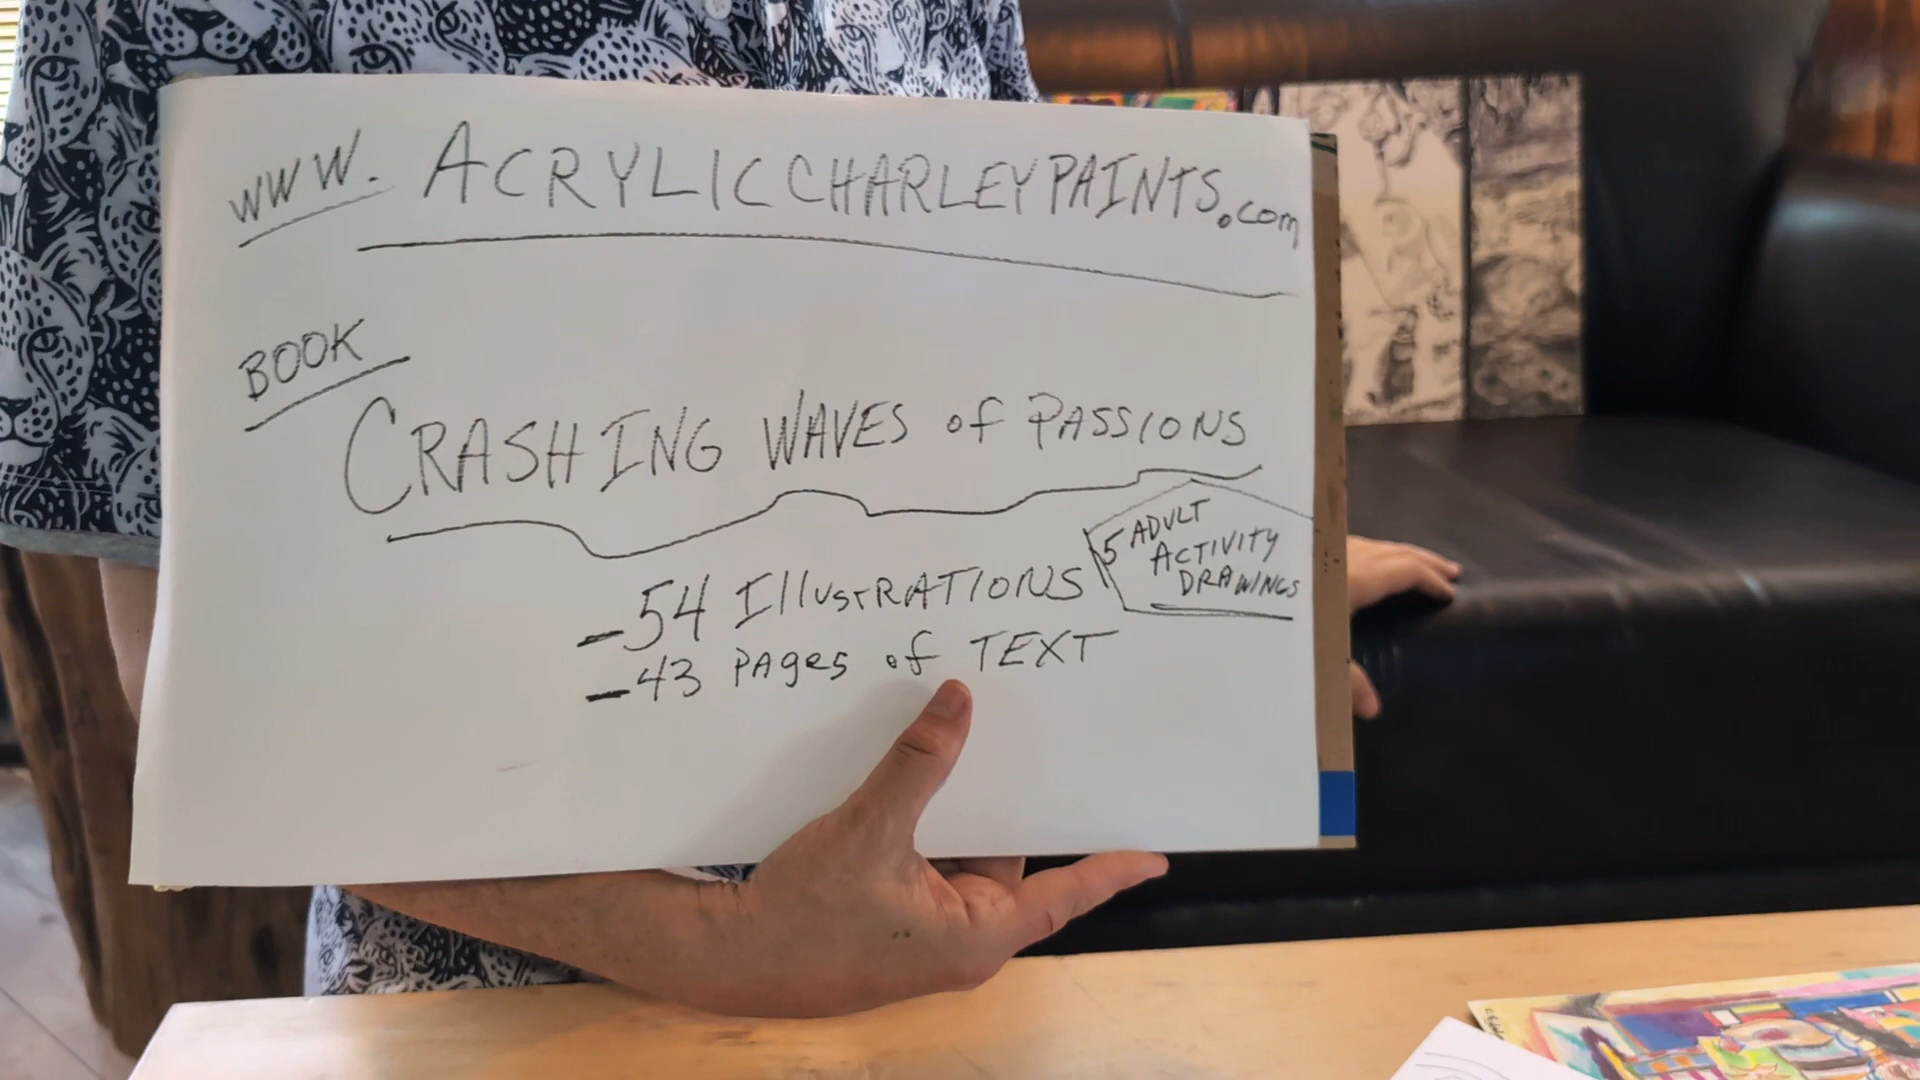 www. ACRYLICCHARLEYPAINTS.com
BOOK
CRASHING WAVES of PASSIONS
5 ADULT
ACTIVITY
DRAWINGS
-54 IllUSTRATIONS
-43 PAges of TEXT